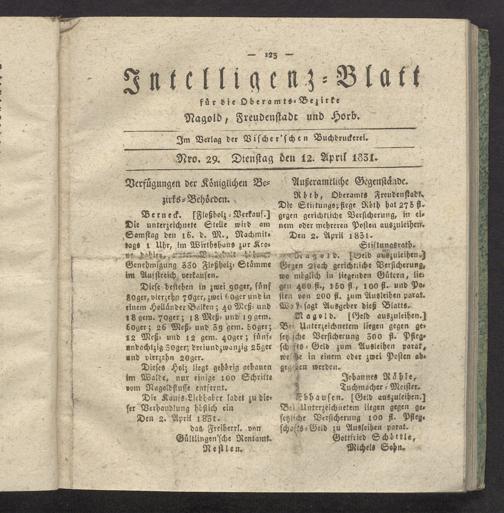 — 125 —
Intelligenz-Blatt
für die Oberamts-Bezirke
Nagold, Freudenstadt und Horb.
Im Verlag der Vischer'schen Buchdruckerei.
Nro. 29. Dienstag den 12. April 1831.
Verfügungen der Königlichen Be-
zirks-Behörden.
Berneck. [Floßholz-Verkauf.]
Die unterzeichnete Stelle wird am
Samstag den 16. d. M., Nachmit-
tags 1 Uhr, im Wirthshaus zur Kro-
ne dahier, höherer
Genehmigung 330 Floßholz-Stämme
im Aufstreich verkaufen.
Diese bestehen in zwey 90ger, fünf
80ger, vierzehn 70ger, zwei 60ger und in
einem Holländer Balken; 40 Meß und
18 gem. 70ger; 18 Meß- und 19 gem.
60ger; 26 Meß- und 39 gem. 50ger;
12 Meß und 12 gem. 40ger; fünf-
undachtzig 30ger; dreiundzwanzig 25ger
und vierzehn 20ger.
Dieses Holz liegt gehörig gehauen
im Walde, nur einige 100 Schritte
vom Nagoldflusse entfernt.
Die Kaufs-Liebhaber ladet zu die-
ser Verhandlung höflich ein
Den 2. April 1831.
das Freiherrl. von
Gültlingen'sche Rentamt.
Nestlen.
Außeramtliche Gegenstände.
Röth, Oberamts Freudenstadt.
Die Stiftungspflege Röth hat 275 fl.
gegen gerichtliche Versicherung, in ei-
nem oder mehreren Posten auszuleihen.
Den 2. April 1831.
Stiftungsrath.
Nagold. [Geld auszuleihen.]
Gegen 2fach gerichtliche Versicherung,
wo möglich in liegenden Gütern, lie-
gen 400 fl., 150 fl., 100 fl. und Po-
sten von 200 fl. zum Ausleihen parat.
Wo? sagt Ausgeber dieß Blatts.
Nagold. [Geld auszuleihen.]
Bei Unterzeichnetem liegen gegen ge-
setzliche Versicherung 300 fl. Pfleg-
schafts-Geld zum Ausleihen parat,
welche in einem oder zwei Posten ab-
gegeben werden.
Johannes Rähle,
Tuchmacher-Meister.
Ebhausen. [Geld auszuleihen.]
Bei Unterzeichnetem liegen gegen ge-
setzliche Versicherung 100 fl. Pfleg-
schafts-Geld zu Ausleihen parat.
Gottfried Schöttle,
Michels Sohn.